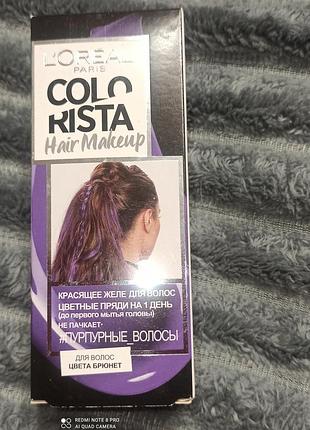 L'ORÉAL
PARIS
COLO
RISTA
Hair Makeup
КРАСЯЩЕЕ ЖЕЛЕ ДЛЯ ВОЛОС
ЦВЕТНЫЕ ПРЯДИ НА 1 ДЕНЬ
(до первого мытья головы)
НЕ ПАЧКАЕТ
#ПУРПУРНЫЕ_ВОЛОСЫ
ДЛЯ ВОЛОС
ЦВЕТА БРЮНЕТ
REDMI NOTE 8 PRO
AI QUAD CAMERA